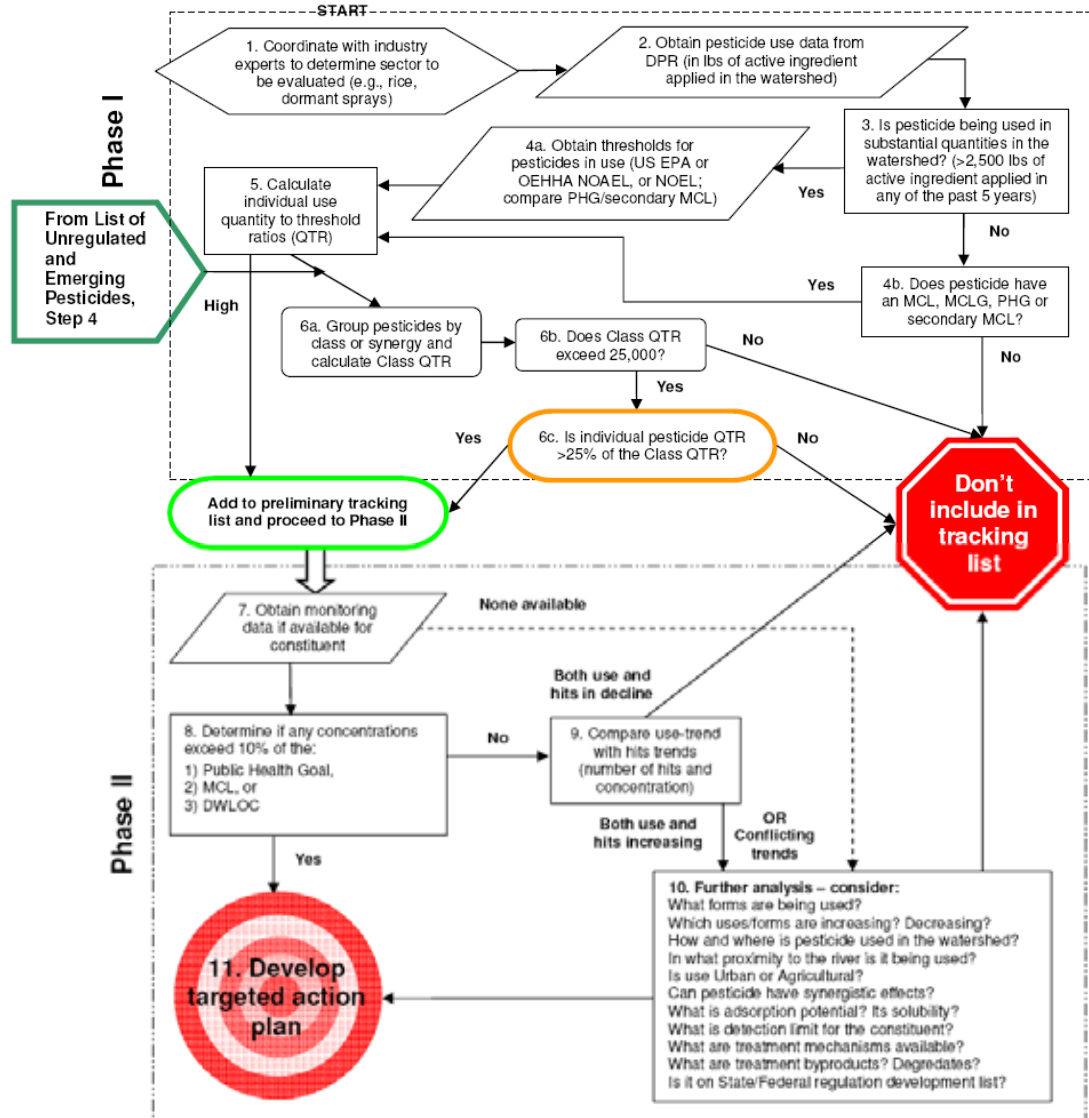 START
Phase I
1. Coordinate with industry
experts to determine sector
to be evaluated (e.g., rice,
dormant sprays)
2. Obtain pesticide use data from
DPR (in lbs of active ingredient
applied in the watershed)
3. Is pesticide being used in
substantial quantities in the
watershed? (>2,500 lbs of
active ingredient applied in
any of the past 5 years)
Yes
No
4a. Obtain thresholds for
pesticides in use (US EPA or
OEHHA NOAEL, or NOEL;
compare PHG/secondary MCL)
4b. Does pesticide have
an MCL, MCLG, PHG or
secondary MCL?
Yes
No
5. Calculate
individual use
quantity to threshold
ratios (QTR)
From List of
Unregulated
and
Emerging
Pesticides,
Step 4
High
6a. Group pesticides by
class or synergy and
calculate Class QTR
6b. Does Class QTR
exceed 25,000?
No
Yes
6c. Is individual pesticide QTR
>25% of the Class QTR?
Yes
No
Add to preliminary tracking
list and proceed to Phase II
Don't
include in
tracking
list
Phase II
7. Obtain monitoring
data if available for
constituent
None available
8. Determine if any concentrations
exceed 10% of the:
1) Public Health Goal,
2) MCL, or
3) DWLOC
No
Yes
9. Compare use-trend
with hits trends
(number of hits and
concentration)
Both use and
hits in decline
Both use and
hits increasing
OR
Conflicting
trends
10. Further analysis – consider:
What forms are being used?
Which uses/forms are increasing? Decreasing?
How and where is pesticide used in the watershed?
In what proximity to the river is it being used?
Is use Urban or Agricultural?
Can pesticide have synergistic effects?
What is adsorption potential? Its solubility?
What is detection limit for the constituent?
What are treatment mechanisms available?
What are treatment byproducts? Degredates?
Is it on State/Federal regulation development list?
11. Develop
targeted action
plan